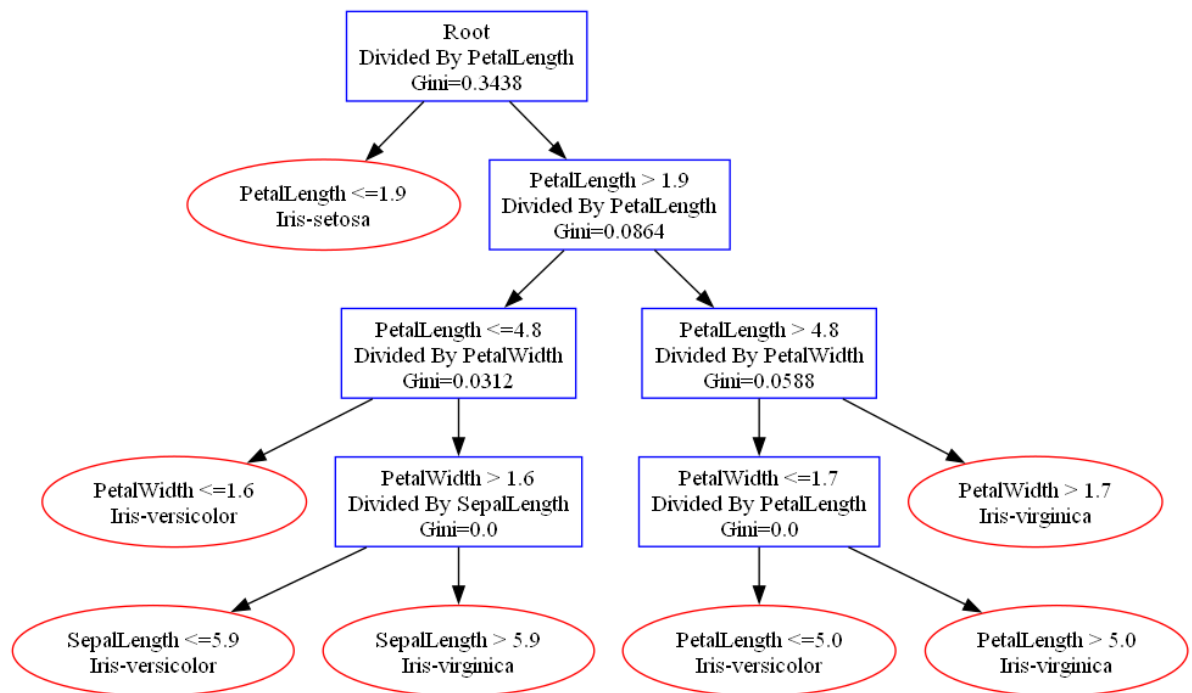 Root
Divided By PetalLength
Gini=0.3438
PetalLength <=1.9
Iris-setosa
PetalLength > 1.9
Divided By PetalLength
Gini=0.0864
PetalLength <=4.8
Divided By PetalWidth
Gini=0.0312
PetalLength > 4.8
Divided By PetalWidth
Gini=0.0588
PetalWidth <=1.6
Iris-versicolor
PetalWidth > 1.6
Divided By SepalLength
Gini=0.0
PetalWidth <=1.7
Divided By PetalLength
Gini=0.0
PetalWidth > 1.7
Iris-virginica
SepalLength <=5.9
Iris-versicolor
SepalLength > 5.9
Iris-virginica
PetalLength <=5.0
Iris-versicolor
PetalLength > 5.0
Iris-virginica